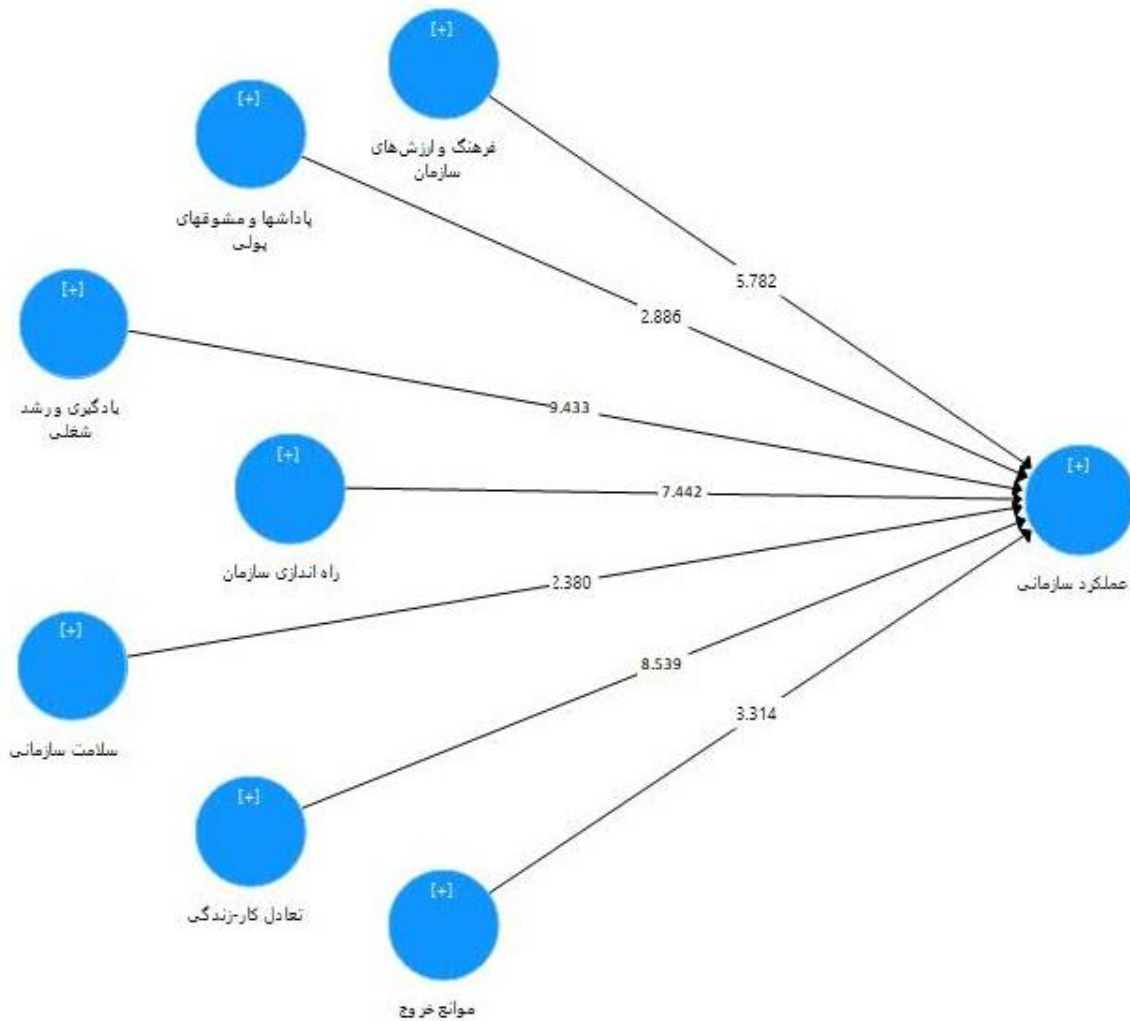 [+]
فرهنگ و ارزش‌های
سازمان
[+]
پاداشها و مشوقهای
پولی
5.782
2.886
[+]
یادگیری و رشد
شغلی
9.433
[+]
راه اندازی سازمان
7.442
[+]
عملکرد سازمانی
2.380
[+]
سلامت سازمانی
8.539
3.314
[+]
تعادل کار-زندگی
[+]
موانع خروج